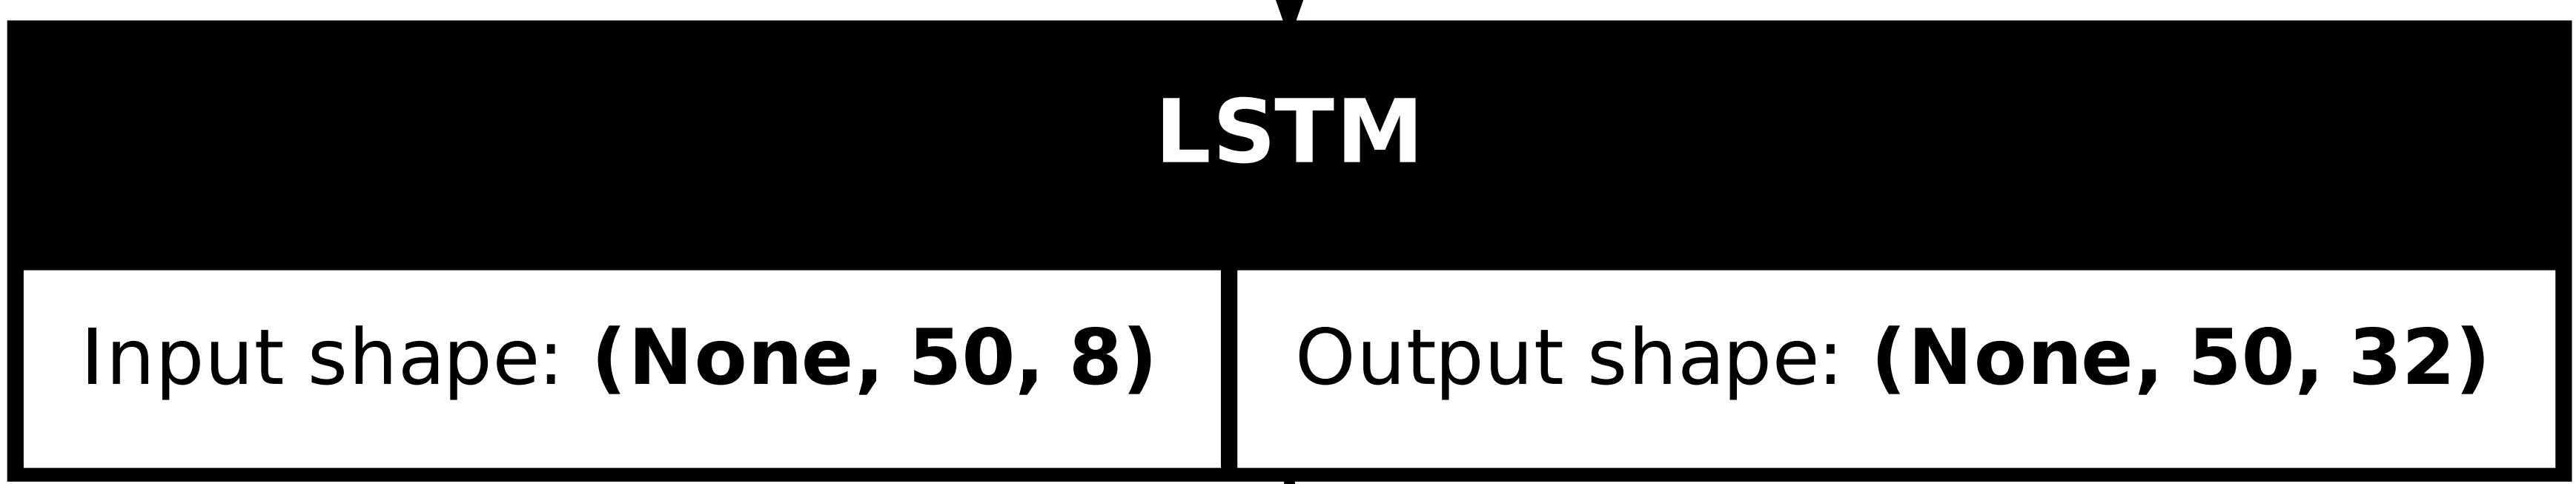 LSTM
Input shape: (None, 50, 8)
Output shape: (None, 50, 32)